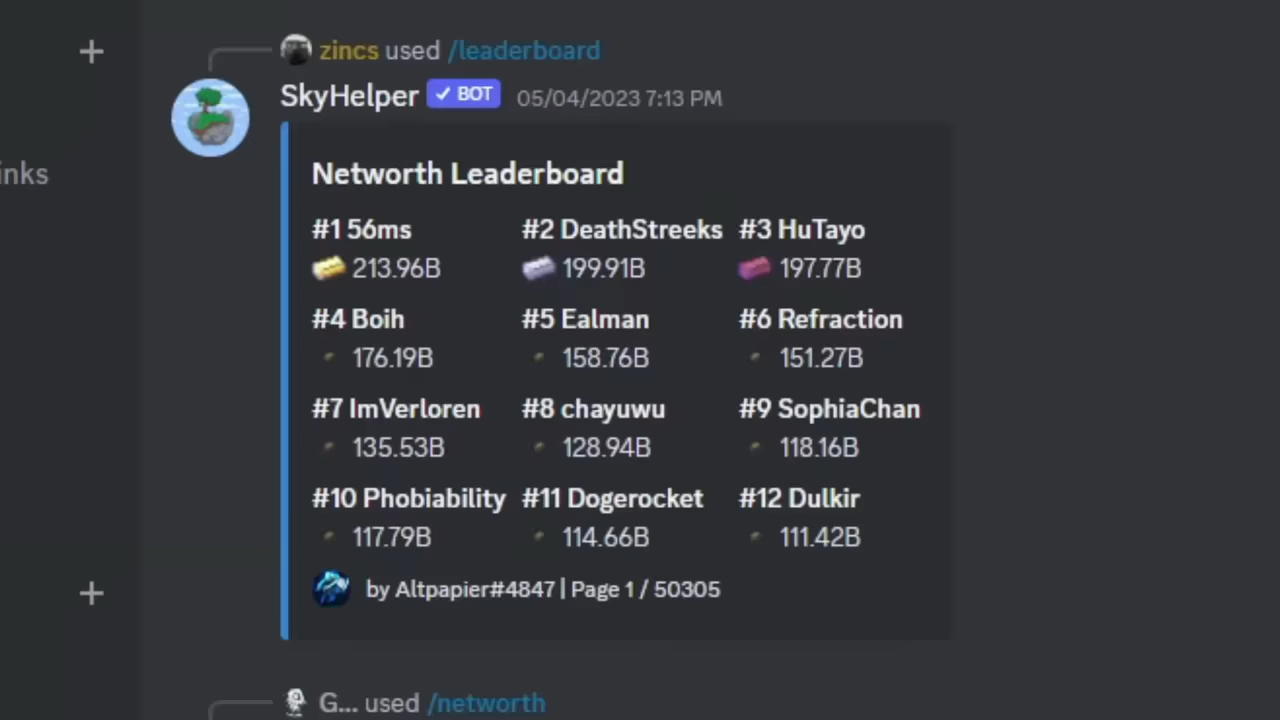 zincs used /leaderboard
SkyHelper ✓ BOT 05/04/2023 7:13 PM
inks
Networth Leaderboard
#1 56ms #2 DeathStreeks #3 HuTayo
213.96B 199.91B 197.77B
#4 Boih #5 Ealman #6 Refraction
176.19B 158.76B 151.27B
#7 ImVerloren #8 chayuwu #9 SophiaChan
135.53B 128.94B 118.16B
#10 Phobiability #11 Dogerocket #12 Dulkir
117.79B 114.66B 111.42B
by Altpapier#4847 | Page 1 / 50305
G... used /networth